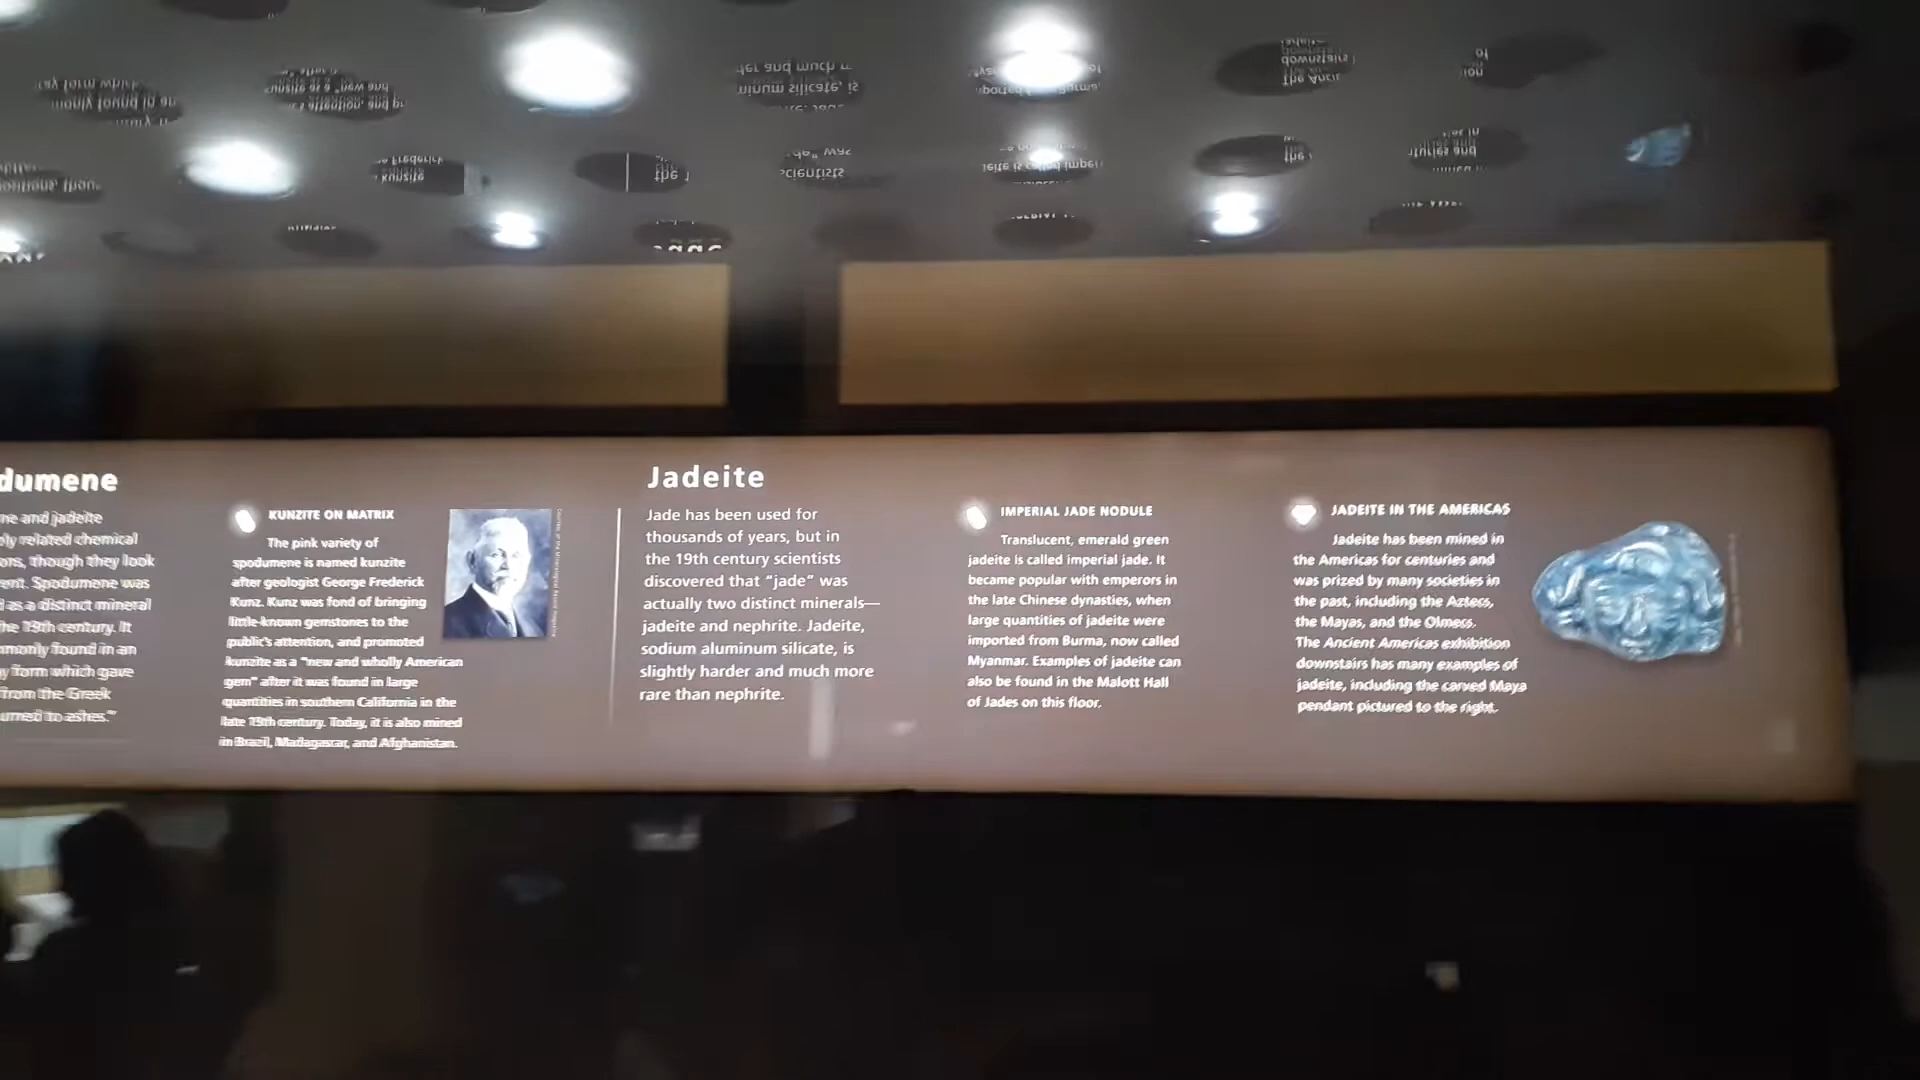 dumene
ne and jadeite
ly related chemical
ons, though they look
ent. Spodumene was
d as a distinct mineral
he 19th century. It
mmonly found in an
y form which gave
from the Greek
urned to ashes."
KUNZITE ON MATRIX
The pink variety of
spodumene is named kunzite
after geologist George Frederick
Kunz. Kunz was fond of bringing
little-known gemstones to the
public's attention, and promoted
kunzite as a "new and wholly American
gem" after it was found in large
quantities in southern California in the
late 19th century. Today, it is also mined
in Brazil, Madagascar, and Afghanistan.
Jadeite
Jade has been used for
thousands of years, but in
the 19th century scientists
discovered that "jade" was
actually two distinct minerals—
jadeite and nephrite. Jadeite,
sodium aluminum silicate, is
slightly harder and much more
rare than nephrite.
IMPERIAL JADE NODULE
Translucent, emerald green
jadeite is called imperial jade. It
became popular with emperors in
the late Chinese dynasties, when
large quantities of jadeite were
imported from Burma, now called
Myanmar. Examples of jadeite can
also be found in the Malott Hall
of Jades on this floor.
JADEITE IN THE AMERICAS
Jadeite has been mined in
the Americas for centuries and
was prized by many societies in
the past, including the Aztecs,
the Mayas, and the Olmecs.
The Ancient Americas exhibition
downstairs has many examples of
jadeite, including the carved Maya
pendant pictured to the right.